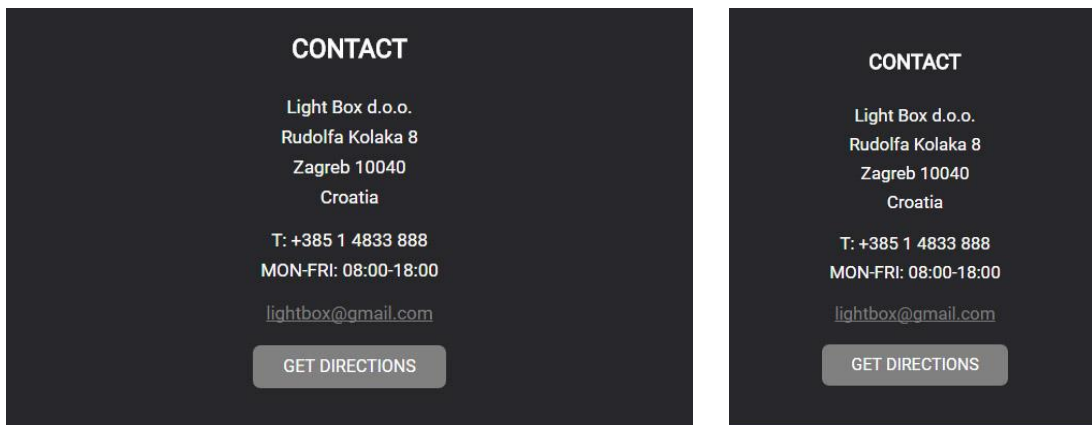 CONTACT
Light Box d.o.o.
Rudolfa Kolaka 8
Zagreb 10040
Croatia
T: +385 1 4833 888
MON-FRI: 08:00-18:00
lightbox@gmail.com
GET DIRECTIONS
CONTACT
Light Box d.o.o.
Rudolfa Kolaka 8
Zagreb 10040
Croatia
T: +385 1 4833 888
MON-FRI: 08:00-18:00
lightbox@gmail.com
GET DIRECTIONS